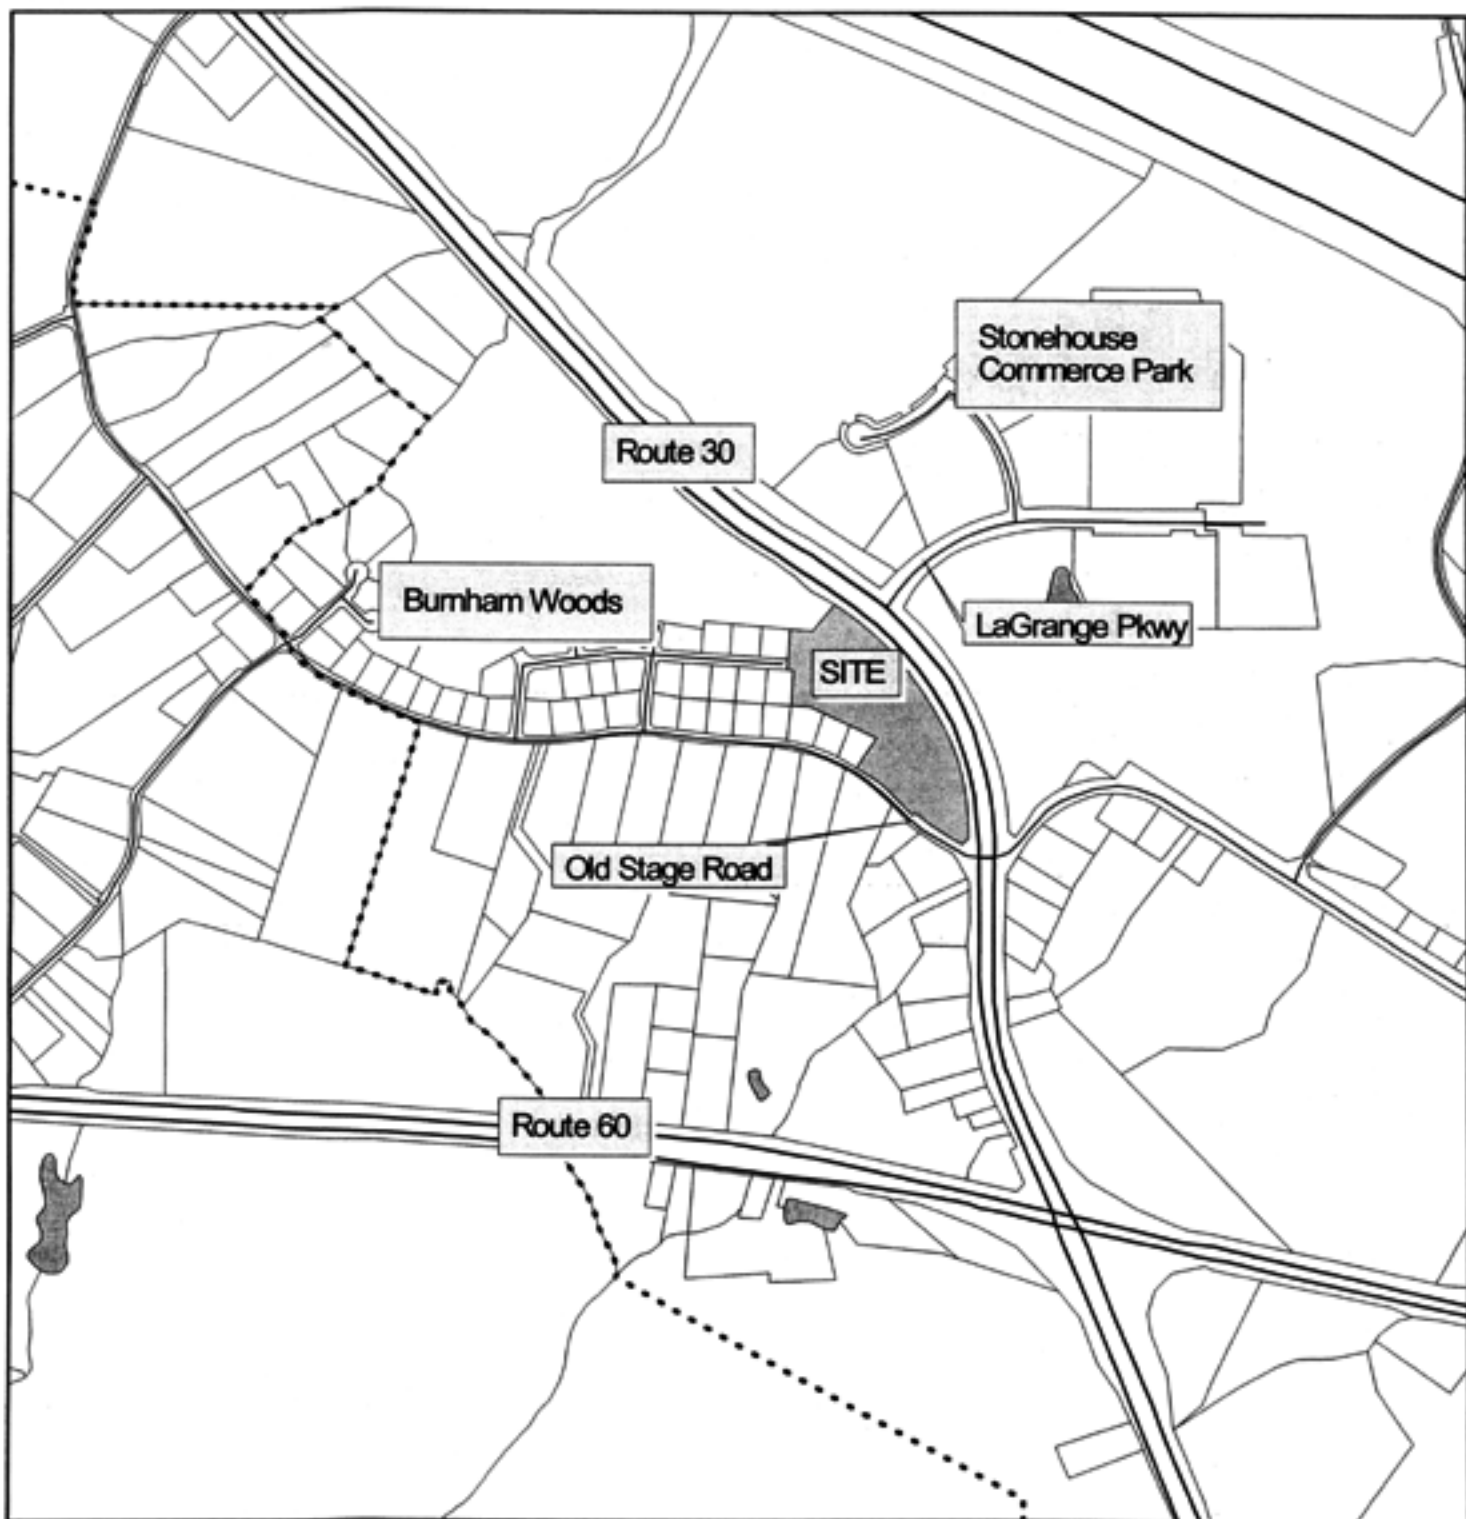 Stonehouse
Commerce Park
Route 30
Burnham Woods
LaGrange Pkwy
SITE
Old Stage Road
Route 60